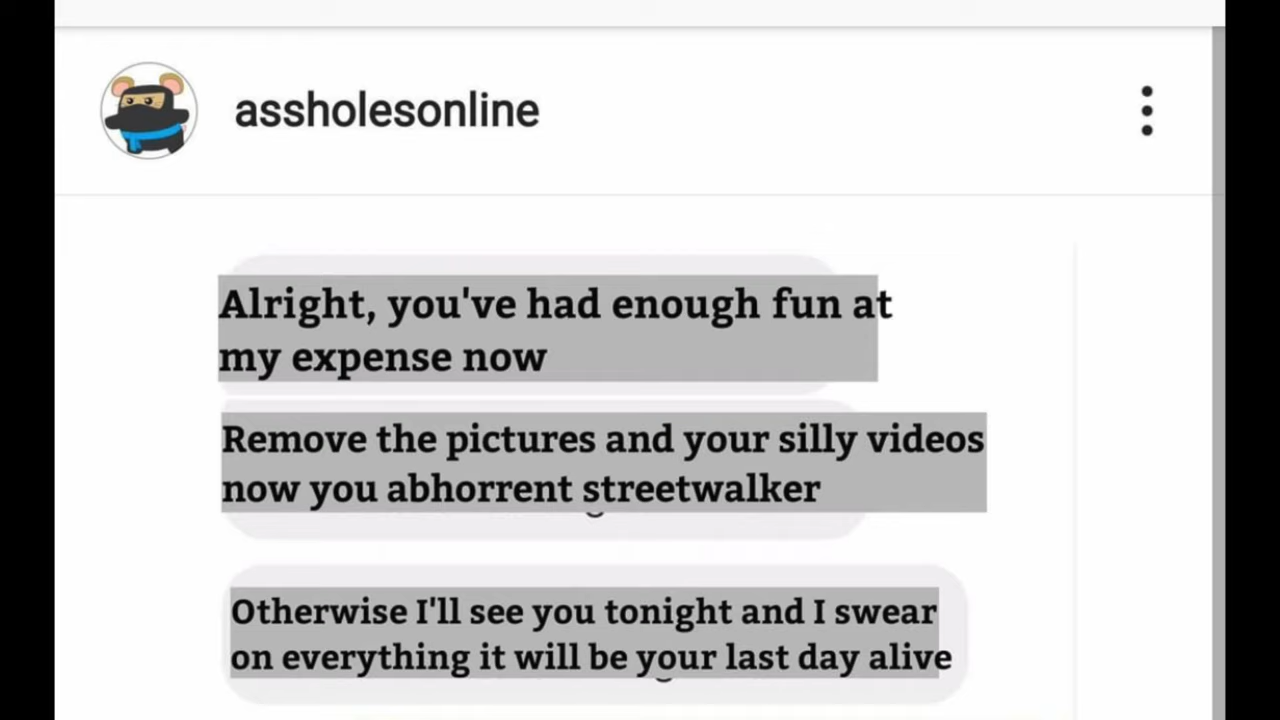 assholesonline
Alright, you've had enough fun at
my expense now
Remove the pictures and your silly videos
now you abhorrent streetwalker
Otherwise I'll see you tonight and I swear
on everything it will be your last day alive